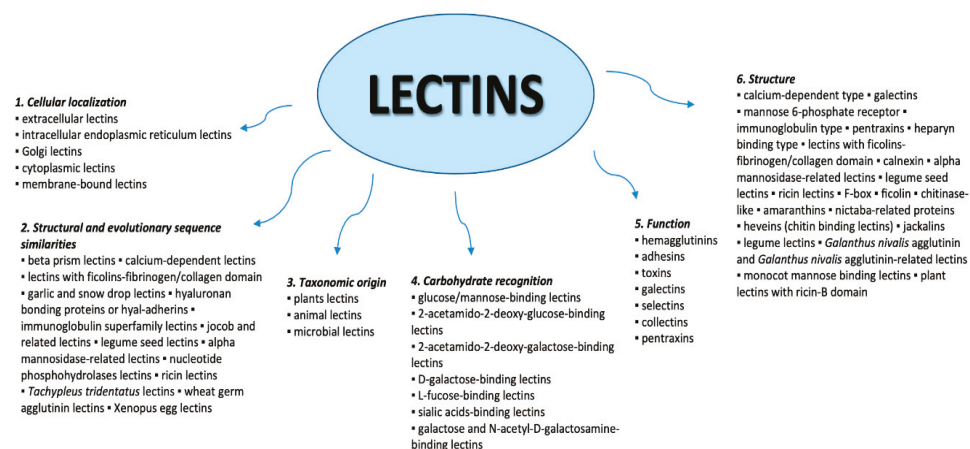 LECTINS
1. Cellular localization
▪ extracellular lectins
▪ intracellular endoplasmic reticulum lectins
▪ Golgi lectins
▪ cytoplasmic lectins
▪ membrane-bound lectins
2. Structural and evolutionary sequence
similarities
▪ beta prism lectins ▪ calcium-dependent lectins
▪ lectins with ficolins-fibrinogen/collagen domain
▪ garlic and snow drop lectins ▪ hyaluronan
bonding proteins or hyal-adherins ▪
immunoglobulin superfamily lectins ▪ jocob and
related lectins ▪ legume seed lectins ▪ alpha
mannosidase-related lectins ▪ nucleotide
phosphohydrolases lectins ▪ ricin lectins
▪ Tachypleus tridentatus lectins ▪ wheat germ
agglutinin lectins ▪ Xenopus egg lectins
3. Taxonomic origin
▪ plants lectins
▪ animal lectins
▪ microbial lectins
4. Carbohydrate recognition
▪ glucose/mannose-binding lectins
▪ 2-acetamido-2-deoxy-glucose-binding
lectins
▪ 2-acetamido-2-deoxy-galactose-binding
lectins
▪ D-galactose-binding lectins
▪ L-fucose-binding lectins
▪ sialic acids-binding lectins
▪ galactose and N-acetyl-D-galactosamine-
binding lectins
5. Function
▪ hemagglutinins
▪ adhesins
▪ toxins
▪ galectins
▪ selectins
▪ collectins
▪ pentraxins
6. Structure
▪ calcium-dependent type ▪ galectins
▪ mannose 6-phosphate receptor ▪
immunoglobulin type ▪ pentraxins ▪ heparyn
binding type ▪ lectins with ficolins-
fibrinogen/collagen domain ▪ calnexin ▪ alpha
mannosidase-related lectins ▪ legume seed
lectins ▪ ricin lectins ▪ F-box ▪ ficolin ▪ chitinase-
like ▪ amaranthins ▪ nictaba-related proteins
▪ heveins (chitin binding lectins) ▪ jackalins
▪ legume lectins ▪ Galanthus nivalis agglutinin
and Galanthus nivalis agglutinin-related lectins
▪ monocot mannose binding lectins ▪ plant
lectins with ricin-B domain